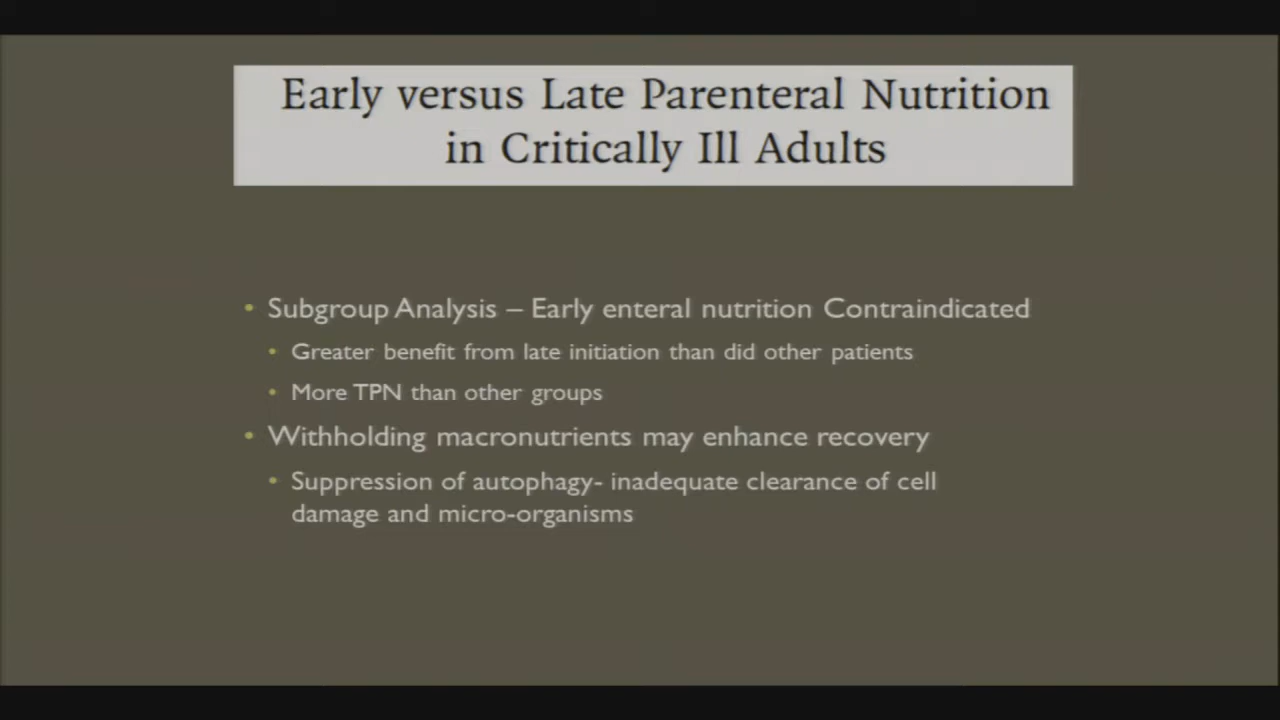 Early versus Late Parenteral Nutrition
in Critically Ill Adults
• Subgroup Analysis – Early enteral nutrition Contraindicated
• Greater benefit from late initiation than did other patients
• More TPN than other groups
• Withholding macronutrients may enhance recovery
• Suppression of autophagy- inadequate clearance of cell
damage and micro-organisms